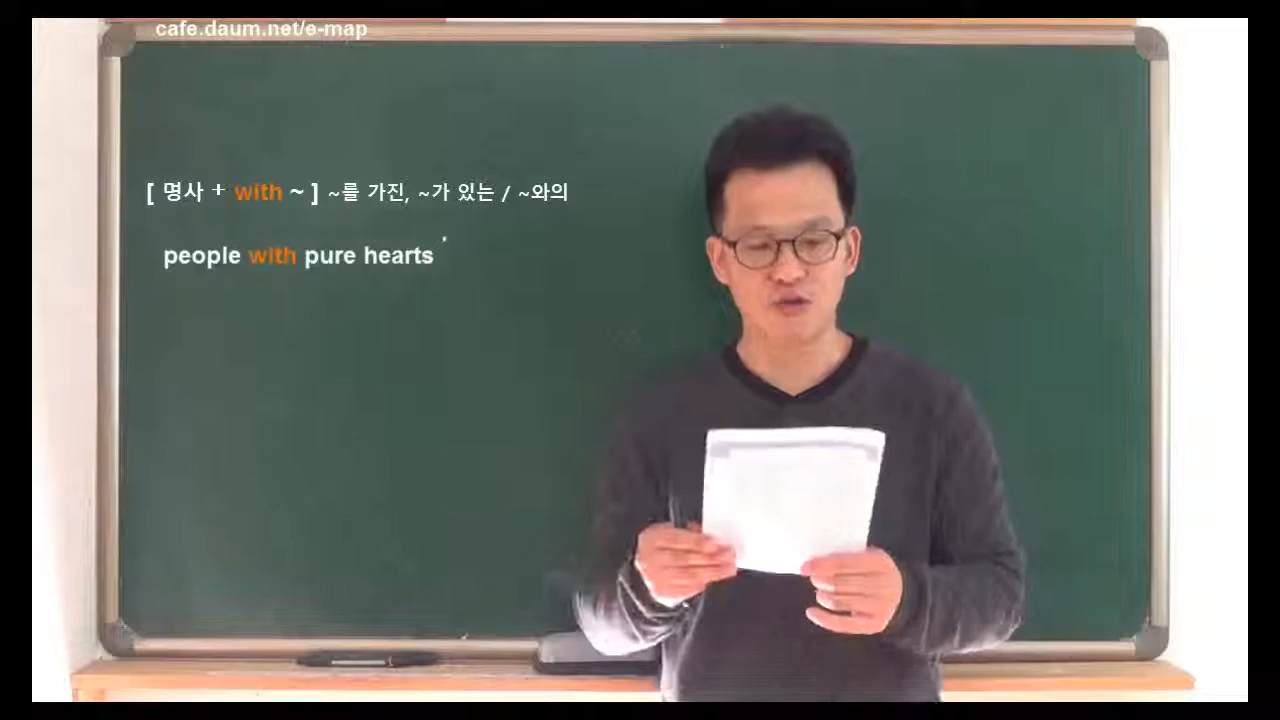 cafe.daum.net/e-map
[ 명사 + with ~ ] ~를 가진, ~가 있는 / ~와의
people with pure hearts